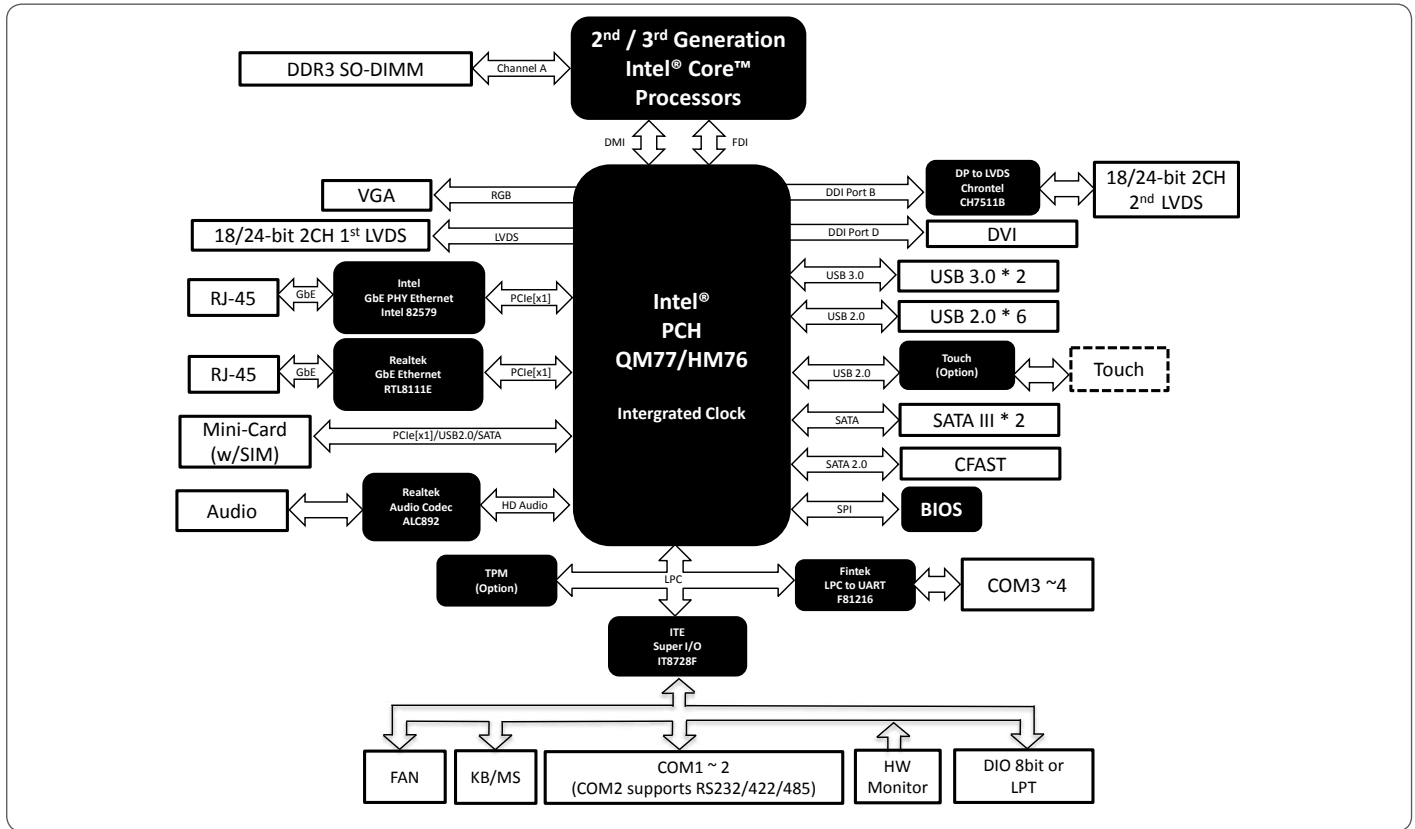 2nd / 3rd Generation
Intel® Core™
Processors
DDR3 SO-DIMM
Channel A
DMI
FDI
VGA
RGB
18/24-bit 2CH 1st LVDS
LVDS
RJ-45
GbE
Intel
GbE PHY Ethernet
Intel 82579
PCIe[x1]
RJ-45
GbE
Realtek
GbE Ethernet
RTL8111E
PCIe[x1]
Mini-Card
(w/SIM)
PCIe[x1]/USB2.0/SATA
Audio
Realtek
Audio Codec
ALC892
HD Audio
Intel®
PCH
QM77/HM76
Intergrated Clock
DDI Port B
DP to LVDS
Chrontel
CH7511B
18/24-bit 2CH
2nd LVDS
DDI Port D
DVI
USB 3.0
USB 3.0 * 2
USB 2.0
USB 2.0 * 6
USB 2.0
Touch
(Option)
Touch
SATA
SATA III * 2
SATA 2.0
CFAST
SPI
BIOS
TPM
(Option)
LPC
Fintek
LPC to UART
F81216
COM3 ~4
ITE
Super I/O
IT8728F
FAN
KB/MS
COM1 ~ 2
(COM2 supports RS232/422/485)
HW
Monitor
DIO 8bit or
LPT